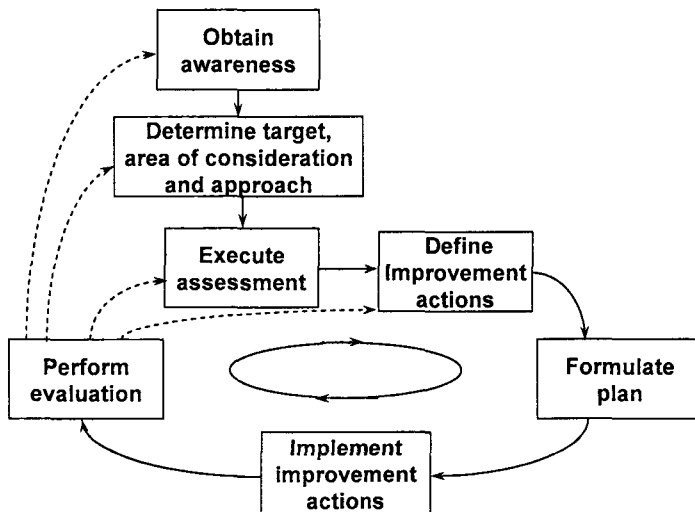 Obtain
awareness
Determine target,
area of consideration
and approach
Execute
assessment
Define
improvement
actions
Perform
evaluation
Formulate
plan
Implement
improvement
actions